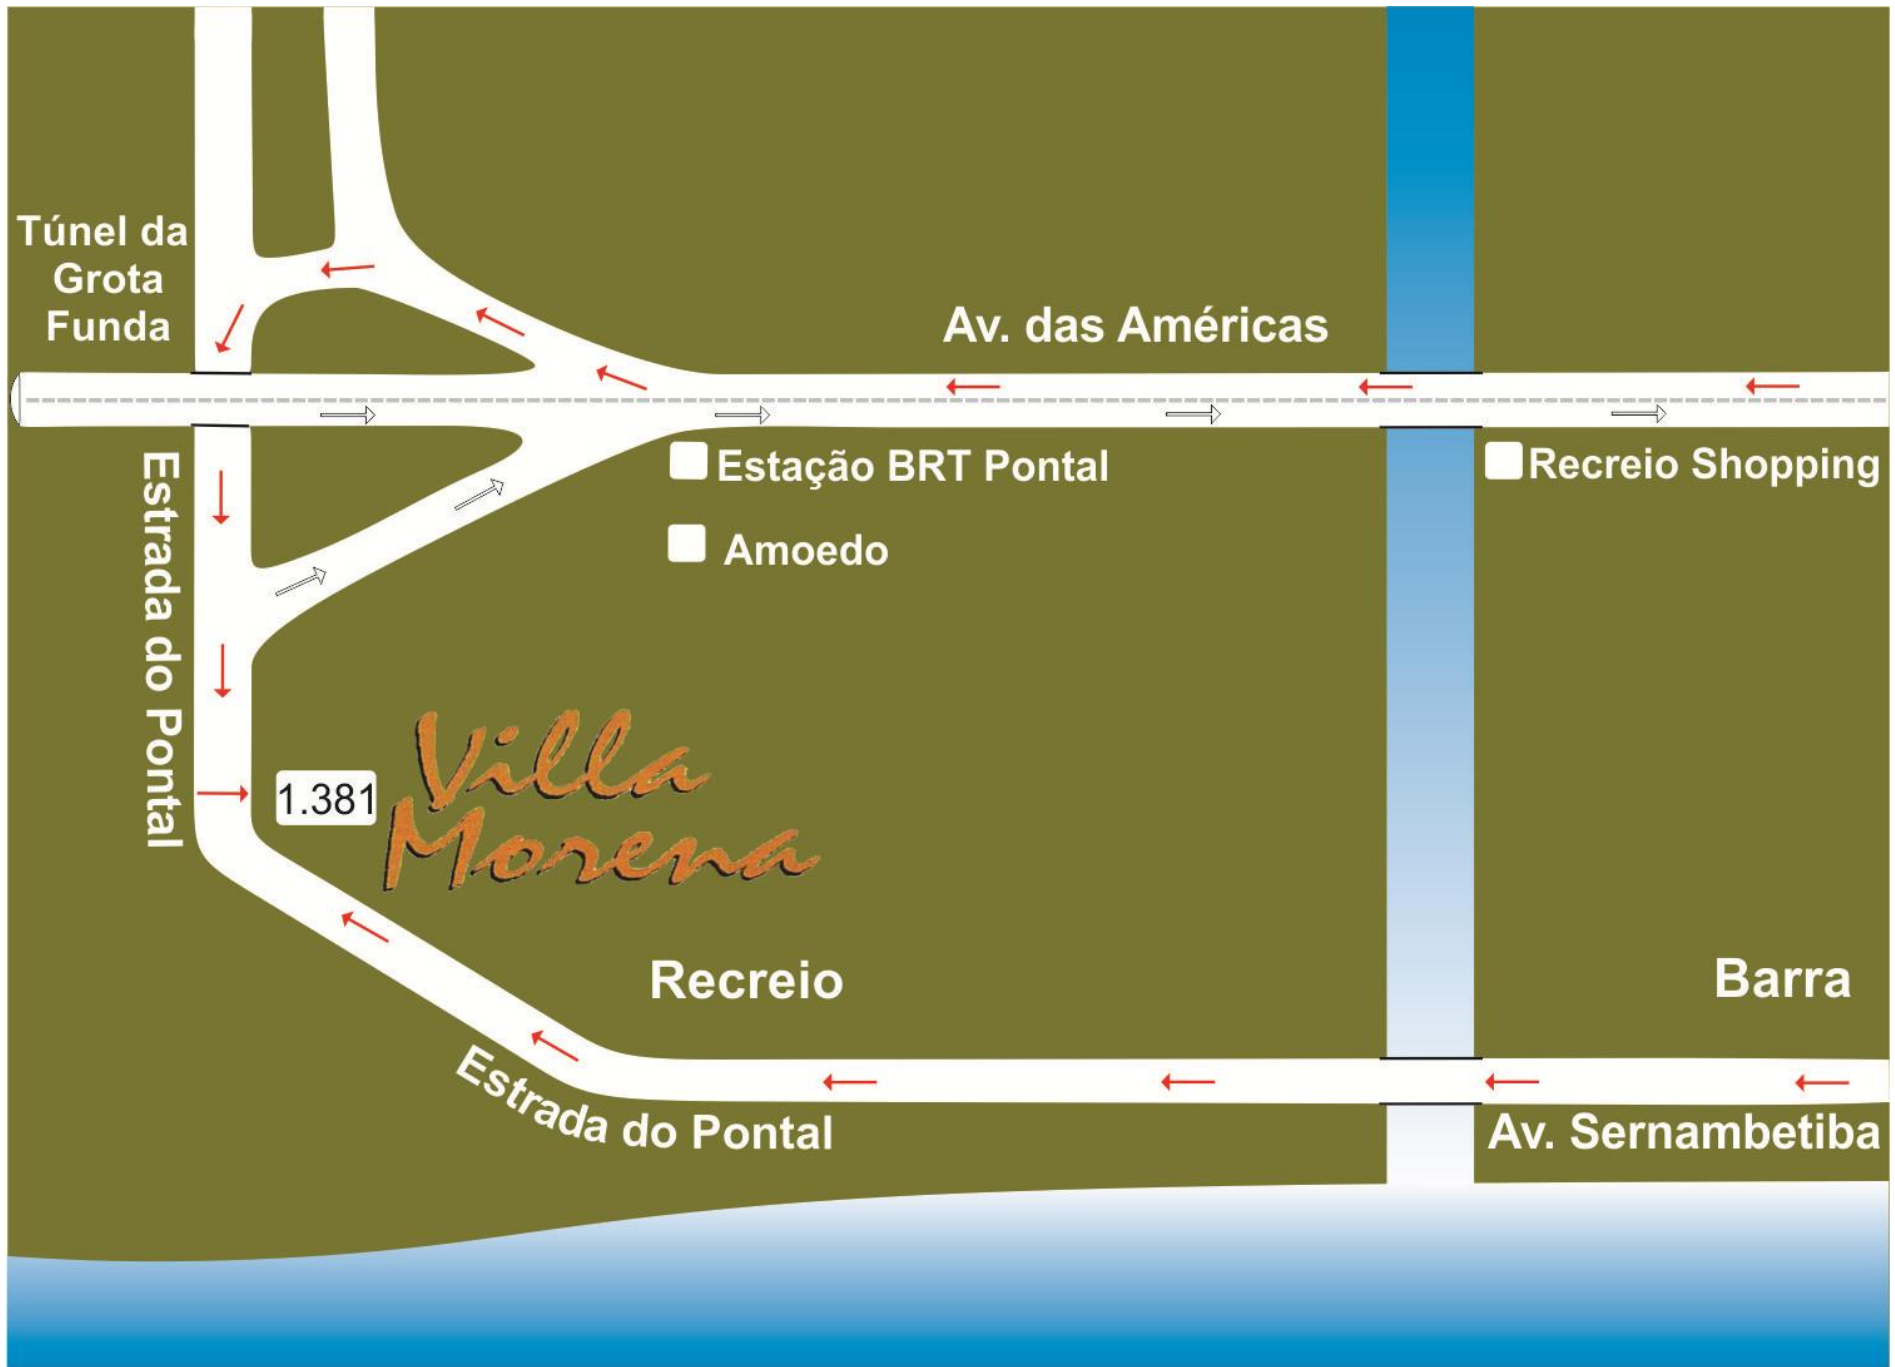 Túnel da
Grota
Funda
Av. das Américas
Estação BRT Pontal
Recreio Shopping
Amoedo
Estrada do Pontal
1.381
Villa
Morena
Recreio
Barra
Estrada do Pontal
Av. Sernambetiba